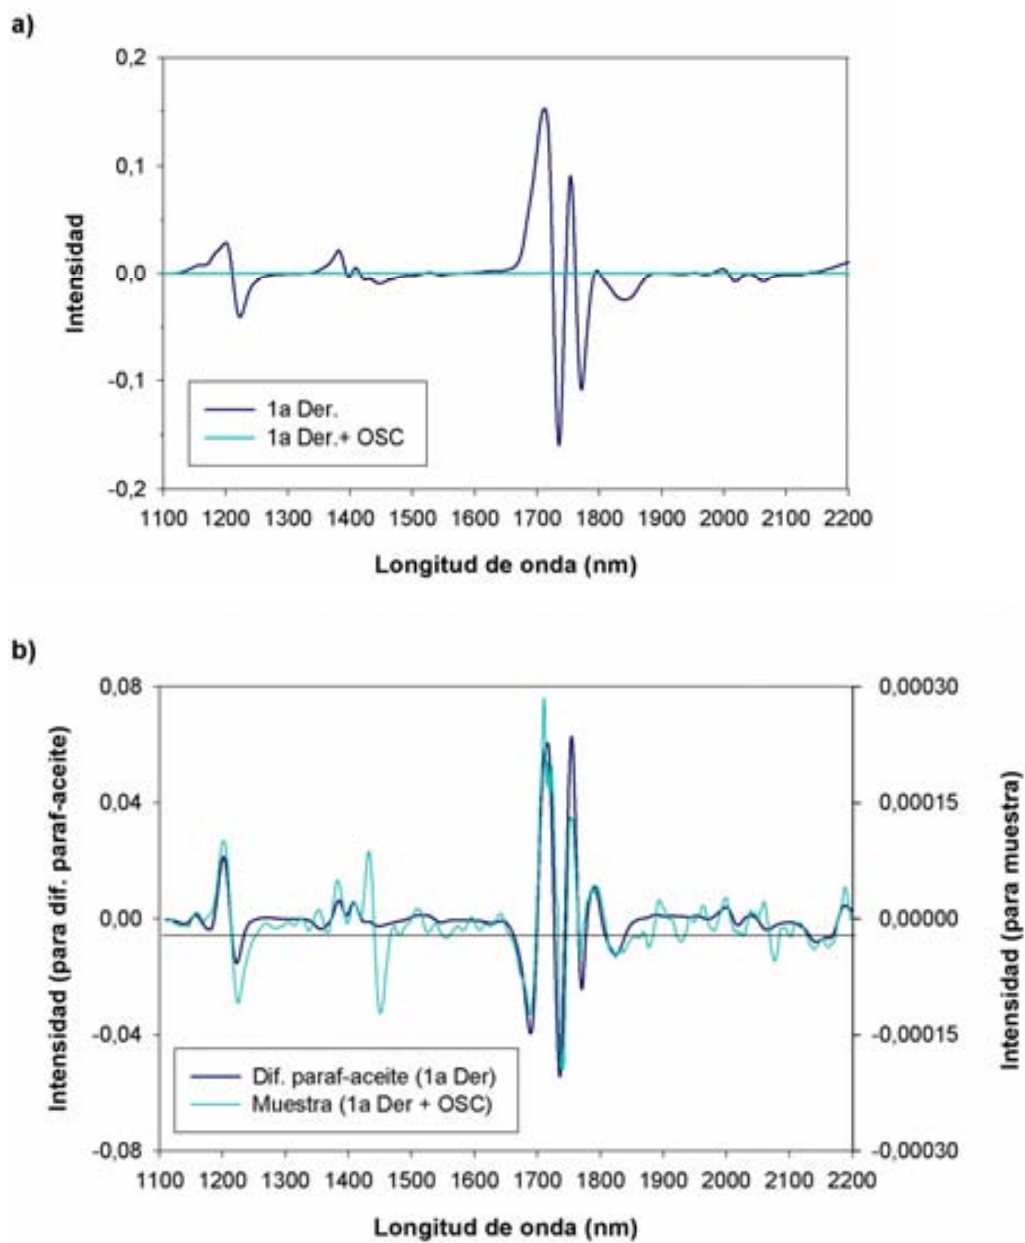 a)
0,2
0,1
0,0
-0,1
-0,2
Intensidad
1a Der.
1a Der.+ OSC
1100 1200 1300 1400 1500 1600 1700 1800 1900 2000 2100 2200
Longitud de onda (nm)
b)
0,08
0,04
0,00
-0,04
-0,08
Intensidad (para dif. paraf-aceite)
0,00030
0,00015
0,00000
-0,00015
-0,00030
Intensidad (para muestra)
Dif. paraf-aceite (1a Der)
Muestra (1a Der + OSC)
1100 1200 1300 1400 1500 1600 1700 1800 1900 2000 2100 2200
Longitud de onda (nm)